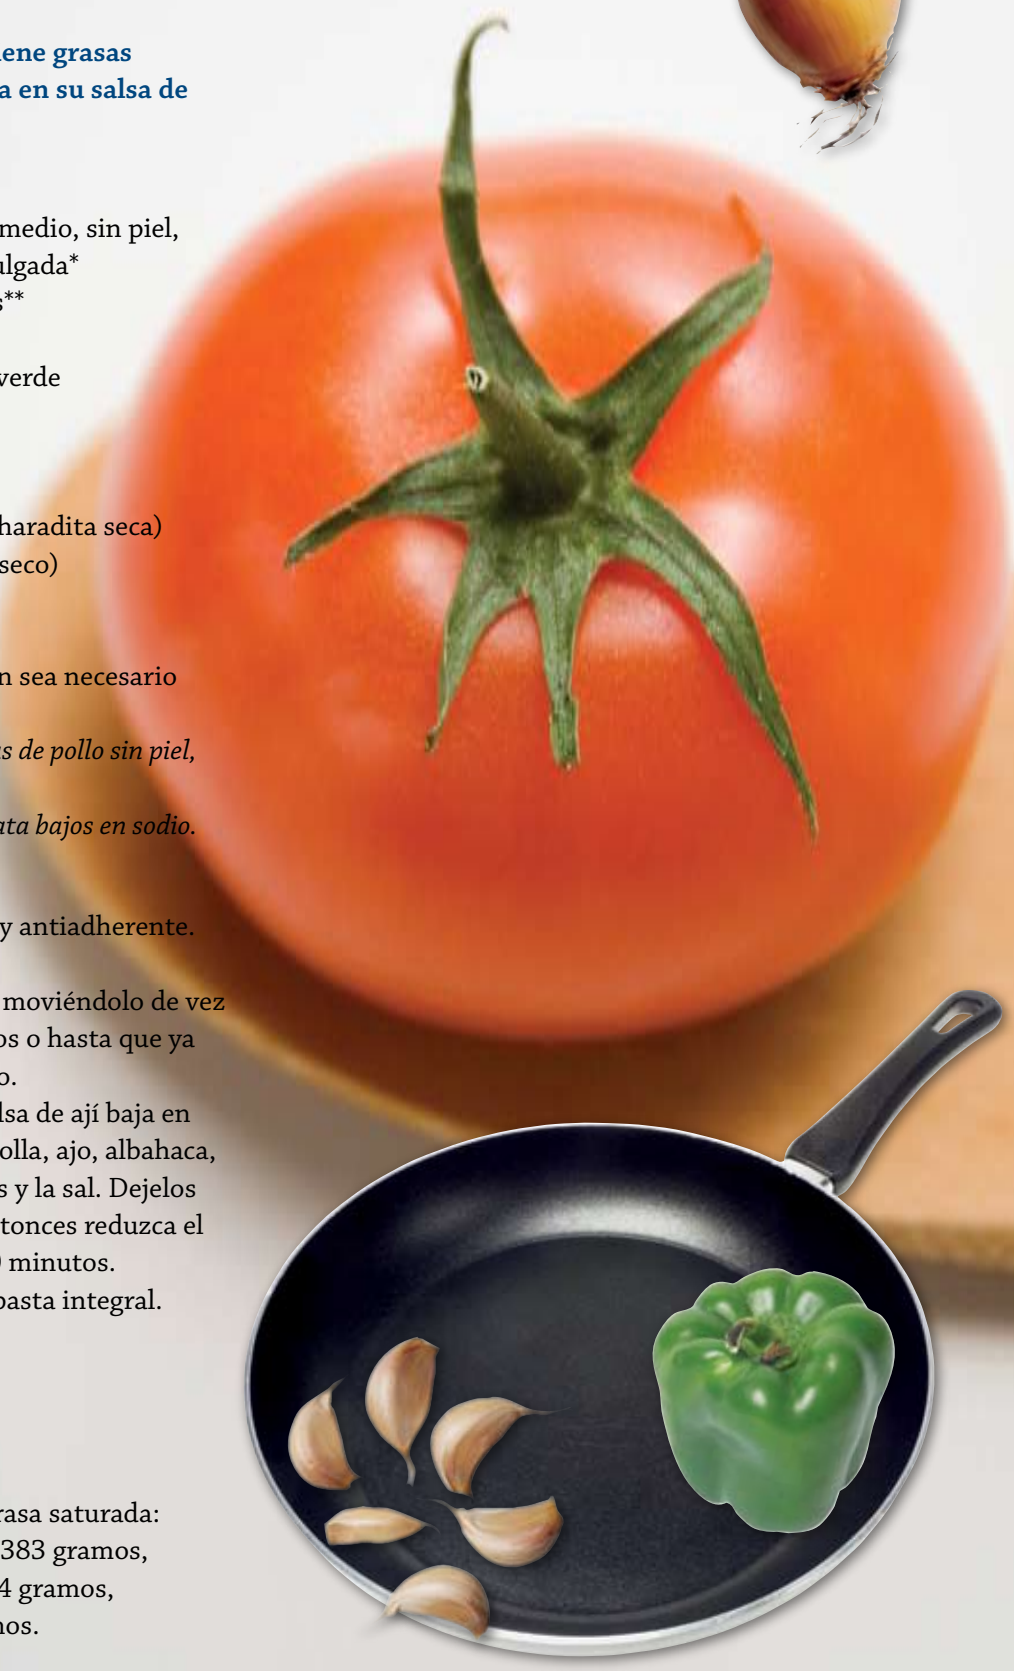 ene grasas
a en su salsa de
medio, sin piel,
ulgada*
s**
verde
haradita seca)
seco)
n sea necesario
s de pollo sin piel,
ata bajos en sodio.
y antiadherente.
moviéndolo de vez
os o hasta que ya
o.
lsa de ají baja en
olla, ajo, albahaca,
s y la sal. Dejelos
tonces reduzca el
minutos.
pasta integral.
rasa saturada:
383 gramos,
4 gramos,
nos.